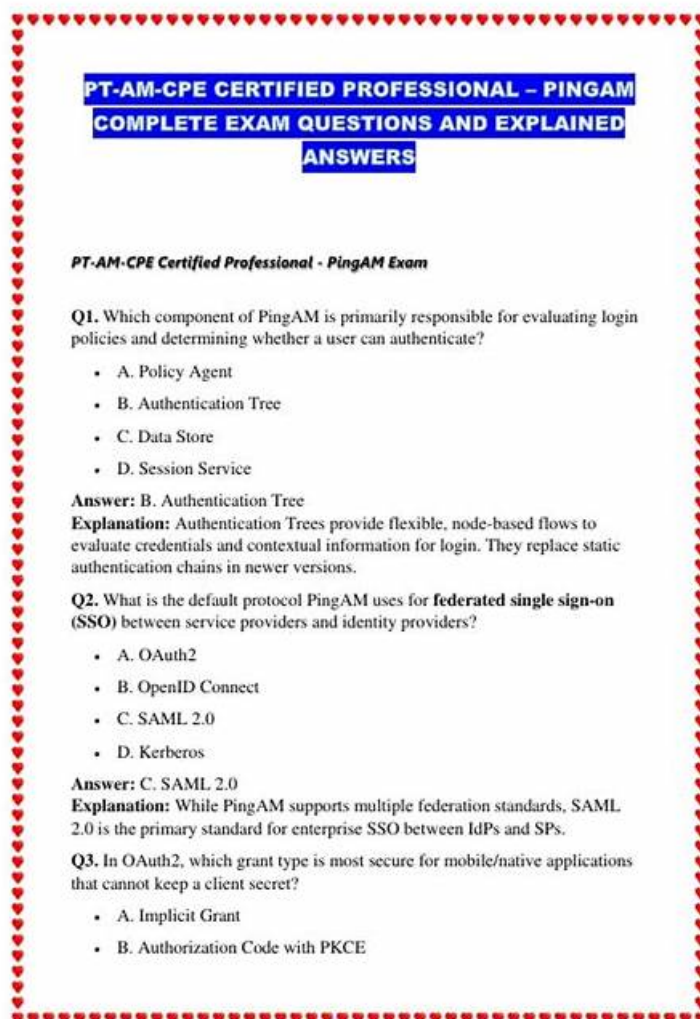 PT-AM-CPE CERTIFIED PROFESSIONAL – PINGAM
COMPLETE EXAM QUESTIONS AND EXPLAINED
ANSWERS
PT-AM-CPE Certified Professional - PingAM Exam
Q1. Which component of PingAM is primarily responsible for evaluating login
policies and determining whether a user can authenticate?
• A. Policy Agent
• B. Authentication Tree
• C. Data Store
• D. Session Service
Answer: B. Authentication Tree
Explanation: Authentication Trees provide flexible, node-based flows to
evaluate credentials and contextual information for login. They replace static
authentication chains in newer versions.
Q2. What is the default protocol PingAM uses for federated single sign-on
(SSO) between service providers and identity providers?
• A. OAuth2
• B. OpenID Connect
• C. SAML 2.0
• D. Kerberos
Answer: C. SAML 2.0
Explanation: While PingAM supports multiple federation standards, SAML
2.0 is the primary standard for enterprise SSO between IdPs and SPs.
Q3. In OAuth2, which grant type is most secure for mobile/native applications
that cannot keep a client secret?
• A. Implicit Grant
• B. Authorization Code with PKCE